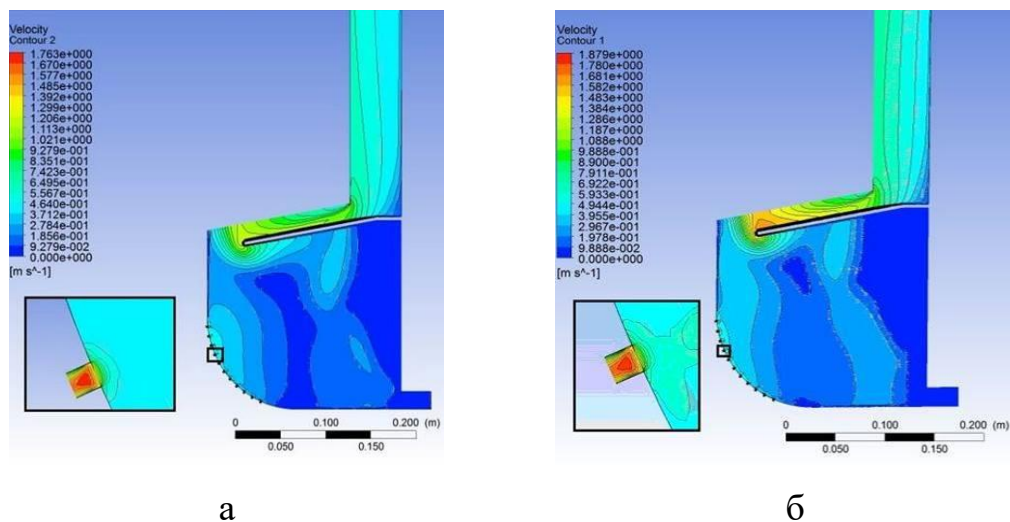 Velocity
Contour 2
1.763e+000
1.670e+000
1.577e+000
1.485e+000
1.392e+000
1.299e+000
1.206e+000
1.113e+000
1.021e+000
9.279e-001
8.351e-001
7.423e-001
6.495e-001
5.567e-001
4.640e-001
3.712e-001
2.784e-001
1.856e-001
9.279e-002
0.000e+000
[m s^-1]
0 0.100 0.200 (m)
0.050 0.150
а
Velocity
Contour 1
1.879e+000
1.780e+000
1.681e+000
1.582e+000
1.483e+000
1.384e+000
1.286e+000
1.187e+000
1.088e+000
9.888e-001
8.900e-001
7.911e-001
6.922e-001
5.933e-001
4.944e-001
3.955e-001
2.967e-001
1.978e-001
9.888e-002
0.000e+000
[m s^-1]
0 0.100 0.200 (m)
0.050 0.150
б